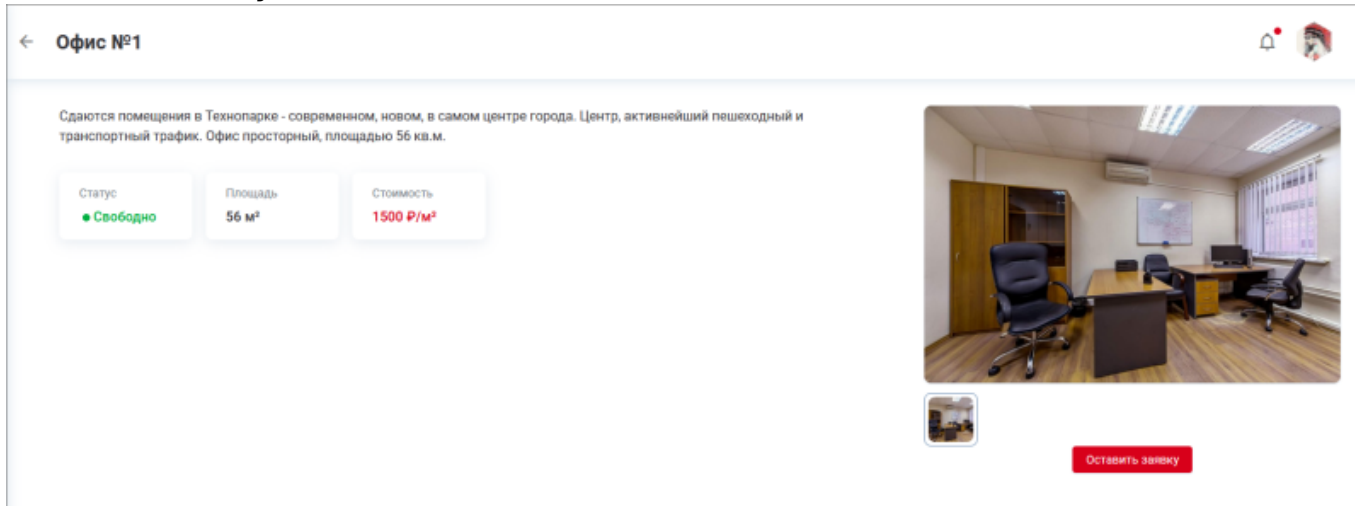 Офис №1
Сдаются помещения в Технопарке - современном, новом, в самом центре города. Центр, активнейший пешеходный и
транспортный трафик. Офис просторный, площадью 56 кв.м.
Статус
Свободно
Площадь
56 м²
Стоимость
1500 ₽/м²
Оставить заявку